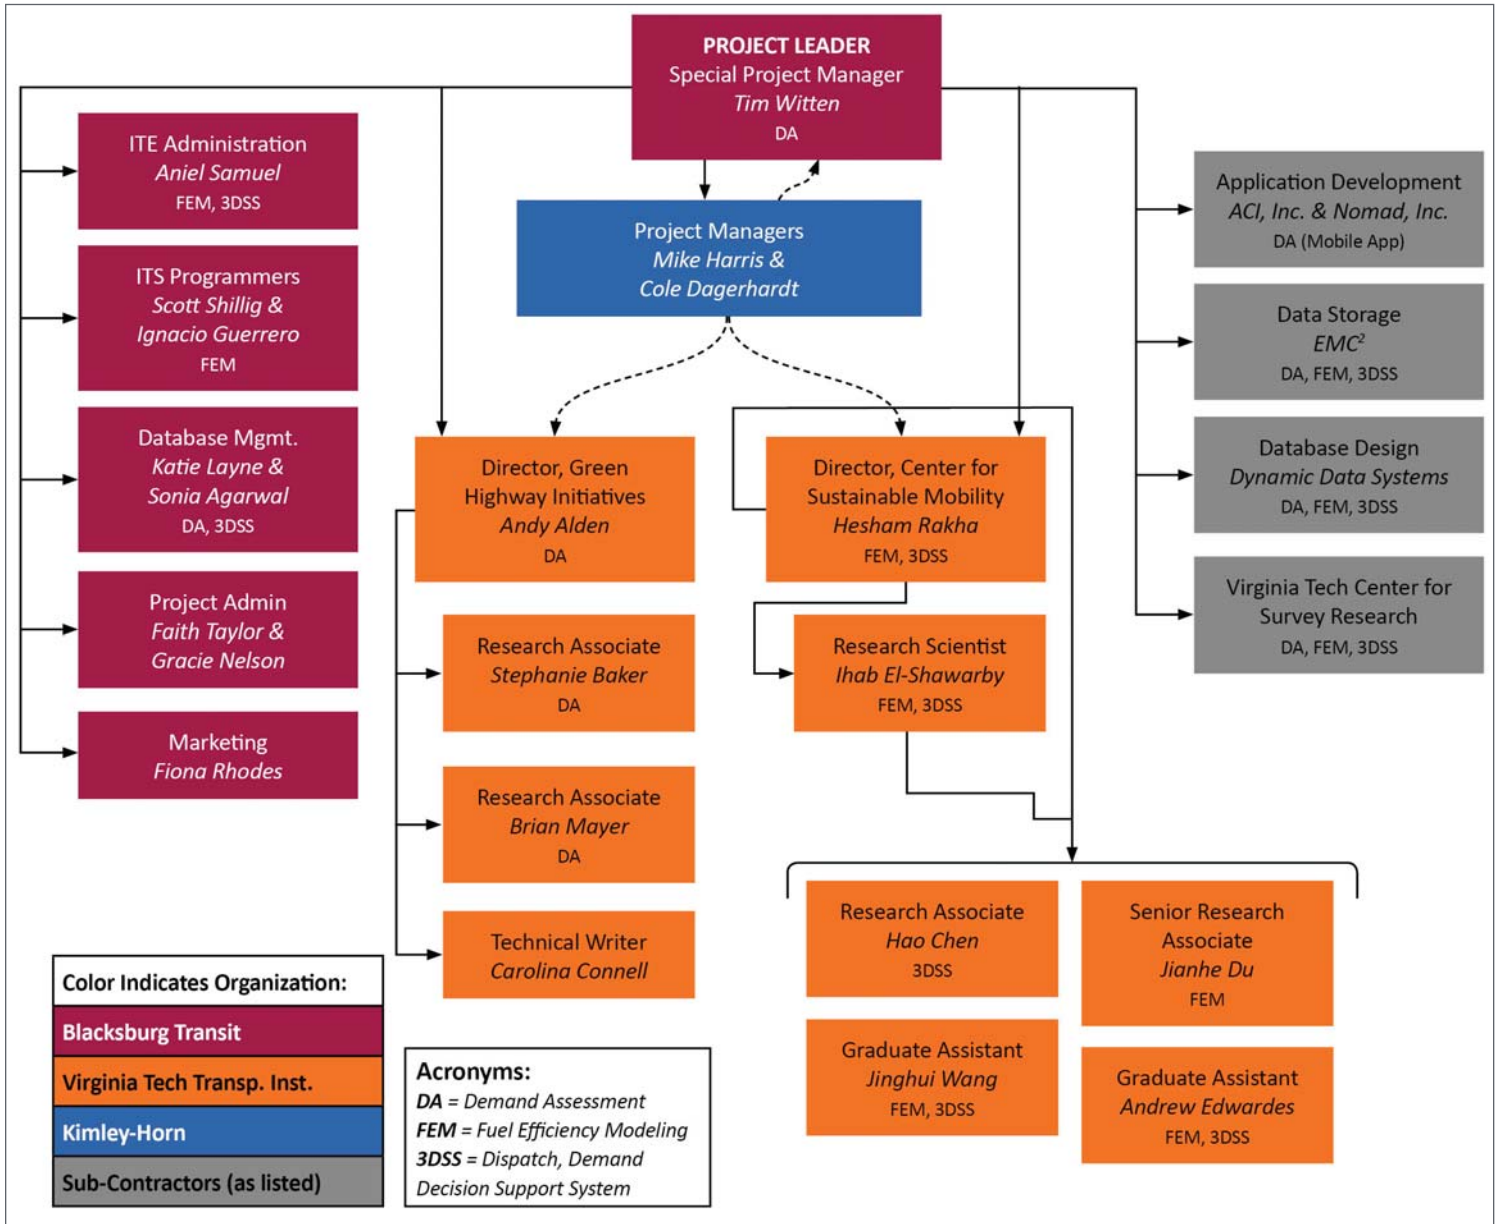 PROJECT LEADER
Special Project Manager
Tim Witten
DA
Project Managers
Mike Harris &
Cole Dagerhardt
ITE Administration
Aniel Samuel
FEM, 3DSS
ITS Programmers
Scott Shillig &
Ignacio Guerrero
FEM
Database Mgmt.
Katie Layne &
Sonia Agarwal
DA, 3DSS
Project Admin
Faith Taylor &
Gracie Nelson
Marketing
Fiona Rhodes
Director, Green
Highway Initiatives
Andy Alden
DA
Research Associate
Stephanie Baker
DA
Research Associate
Brian Mayer
DA
Technical Writer
Carolina Connell
Director, Center for
Sustainable Mobility
Hesham Rakha
FEM, 3DSS
Research Scientist
Ihab El-Shawarby
FEM, 3DSS
Research Associate
Hao Chen
3DSS
Senior Research
Associate
Jianhe Du
FEM
Graduate Assistant
Jinghui Wang
FEM, 3DSS
Graduate Assistant
Andrew Edwardes
FEM, 3DSS
Application Development
ACI, Inc. & Nomad, Inc.
DA (Mobile App)
Data Storage
EMC²
DA, FEM, 3DSS
Database Design
Dynamic Data Systems
DA, FEM, 3DSS
Virginia Tech Center for
Survey Research
DA, FEM, 3DSS
Color Indicates Organization:
Blacksburg Transit
Virginia Tech Transp. Inst.
Kimley-Horn
Sub-Contractors (as listed)
Acronyms:
DA = Demand Assessment
FEM = Fuel Efficiency Modeling
3DSS = Dispatch, Demand
Decision Support System